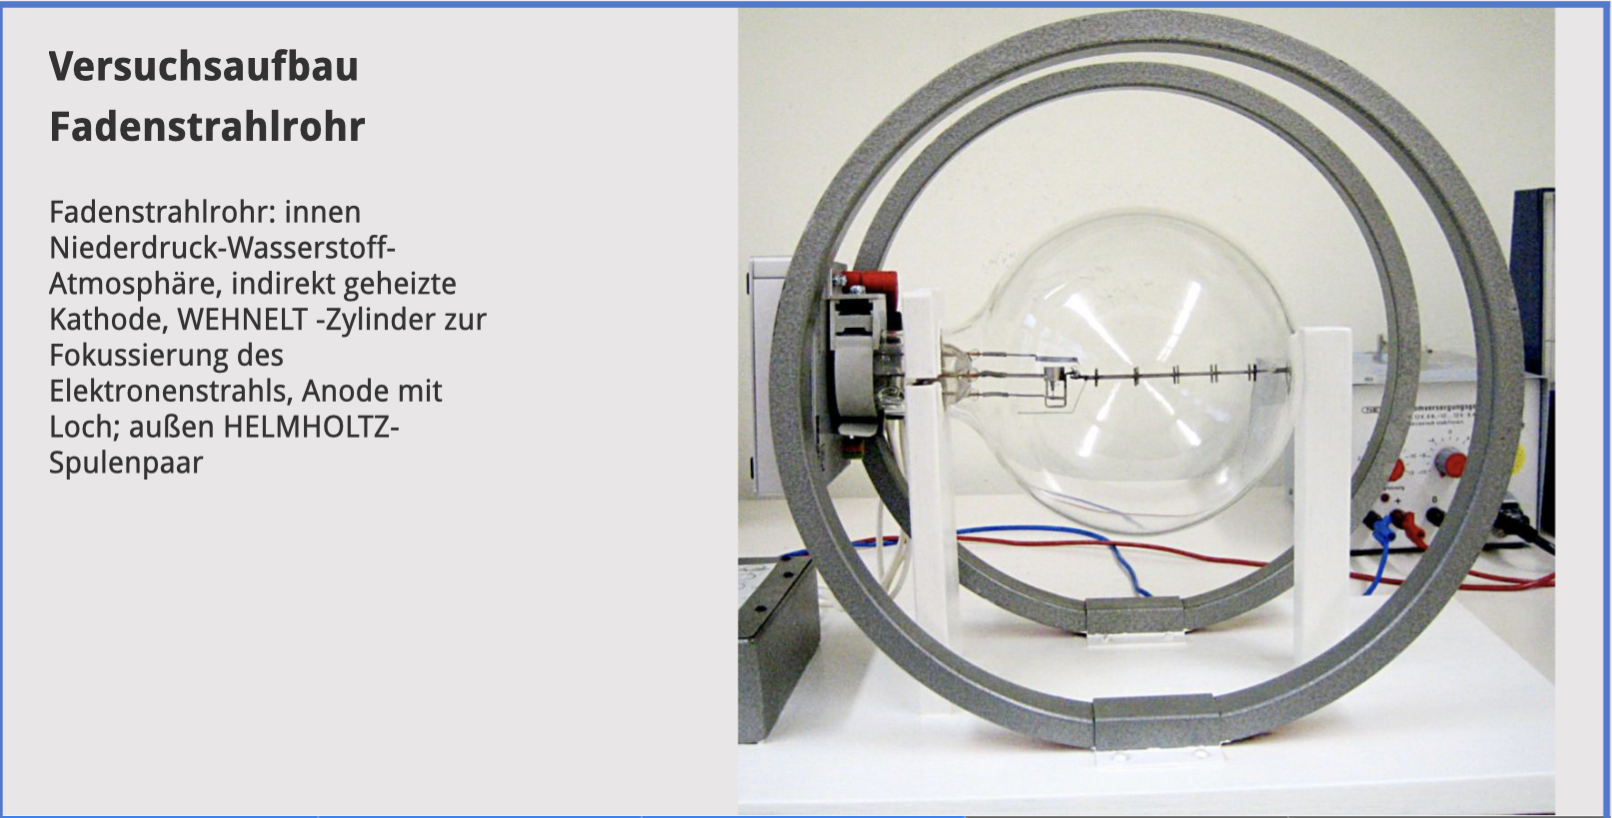 Versuchsaufbau
Fadenstrahlrohr
Fadenstrahlrohr: innen
Niederdruck-Wasserstoff-
Atmosphäre, indirekt geheizte
Kathode, WEHNELT -Zylinder zur
Fokussierung des
Elektronenstrahls, Anode mit
Loch; außen HELMHOLTZ-
Spulenpaar